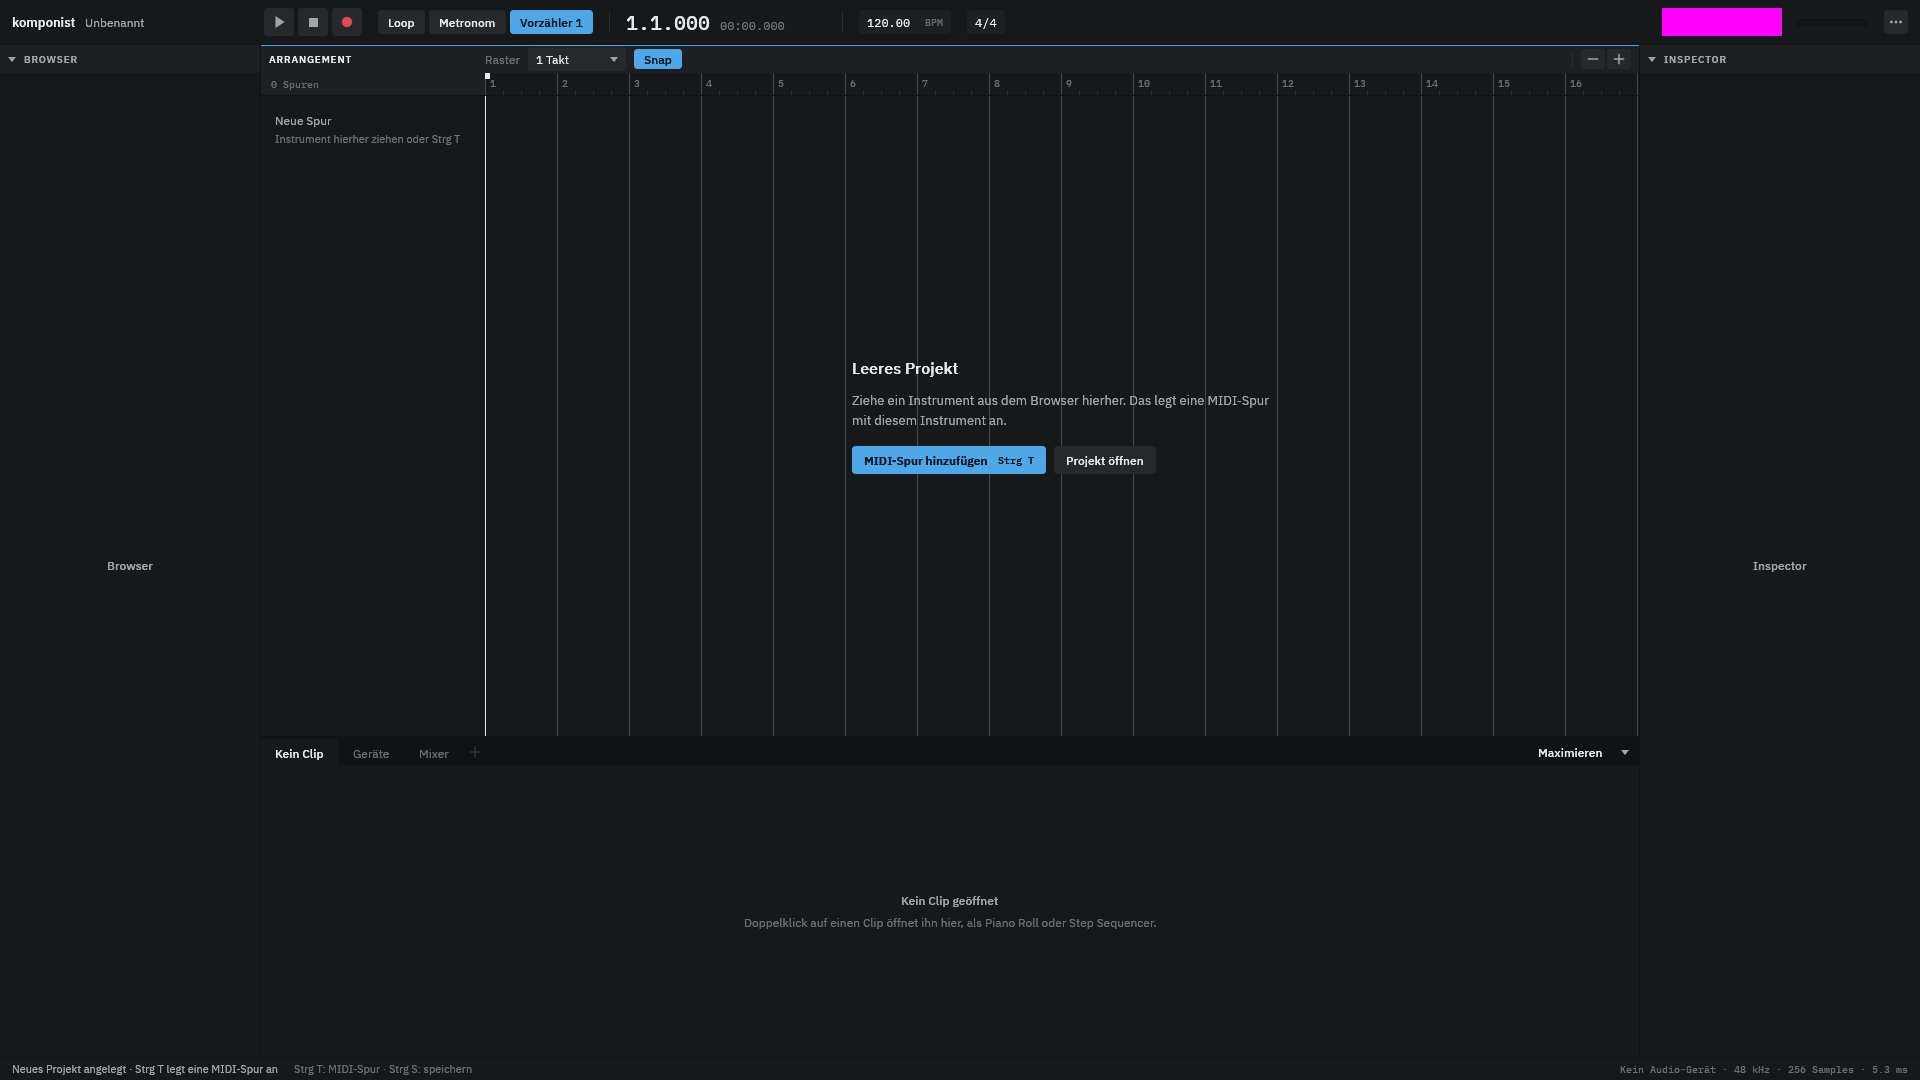 komponist Unbenannt
Loop Metronom Vorzähler 1
1.1.000 00:00.000
120.00 BPM 4/4
BROWSER
ARRANGEMENT Raster 1 Takt Snap
INSPECTOR
0 Spuren
1 2 3 4 5 6 7 8 9 10 11 12 13 14 15 16
Neue Spur
Instrument hierher ziehen oder Strg T
Leeres Projekt
Ziehe ein Instrument aus dem Browser hierher. Das legt eine MIDI-Spur
mit diesem Instrument an.
MIDI-Spur hinzufügen Strg T Projekt öffnen
Browser
Inspector
Kein Clip Geräte Mixer + Maximieren
Kein Clip geöffnet
Doppelklick auf einen Clip öffnet ihn hier, als Piano Roll oder Step Sequencer.
Neues Projekt angelegt · Strg T legt eine MIDI-Spur an Strg T: MIDI-Spur · Strg S: speichern
Kein Audio-Gerät · 48 kHz · 256 Samples · 5.3 ms